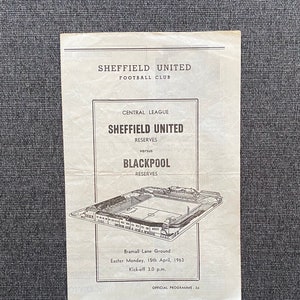 SHEFFIELD UNITED
FOOTBALL CLUB
CENTRAL LEAGUE
SHEFFIELD UNITED
RESERVES
versus
BLACKPOOL
RESERVES
Bramall Lane Ground
Easter Monday, 15th April, 1963
Kick-off 3.0 p.m.
OFFICIAL PROGRAMME